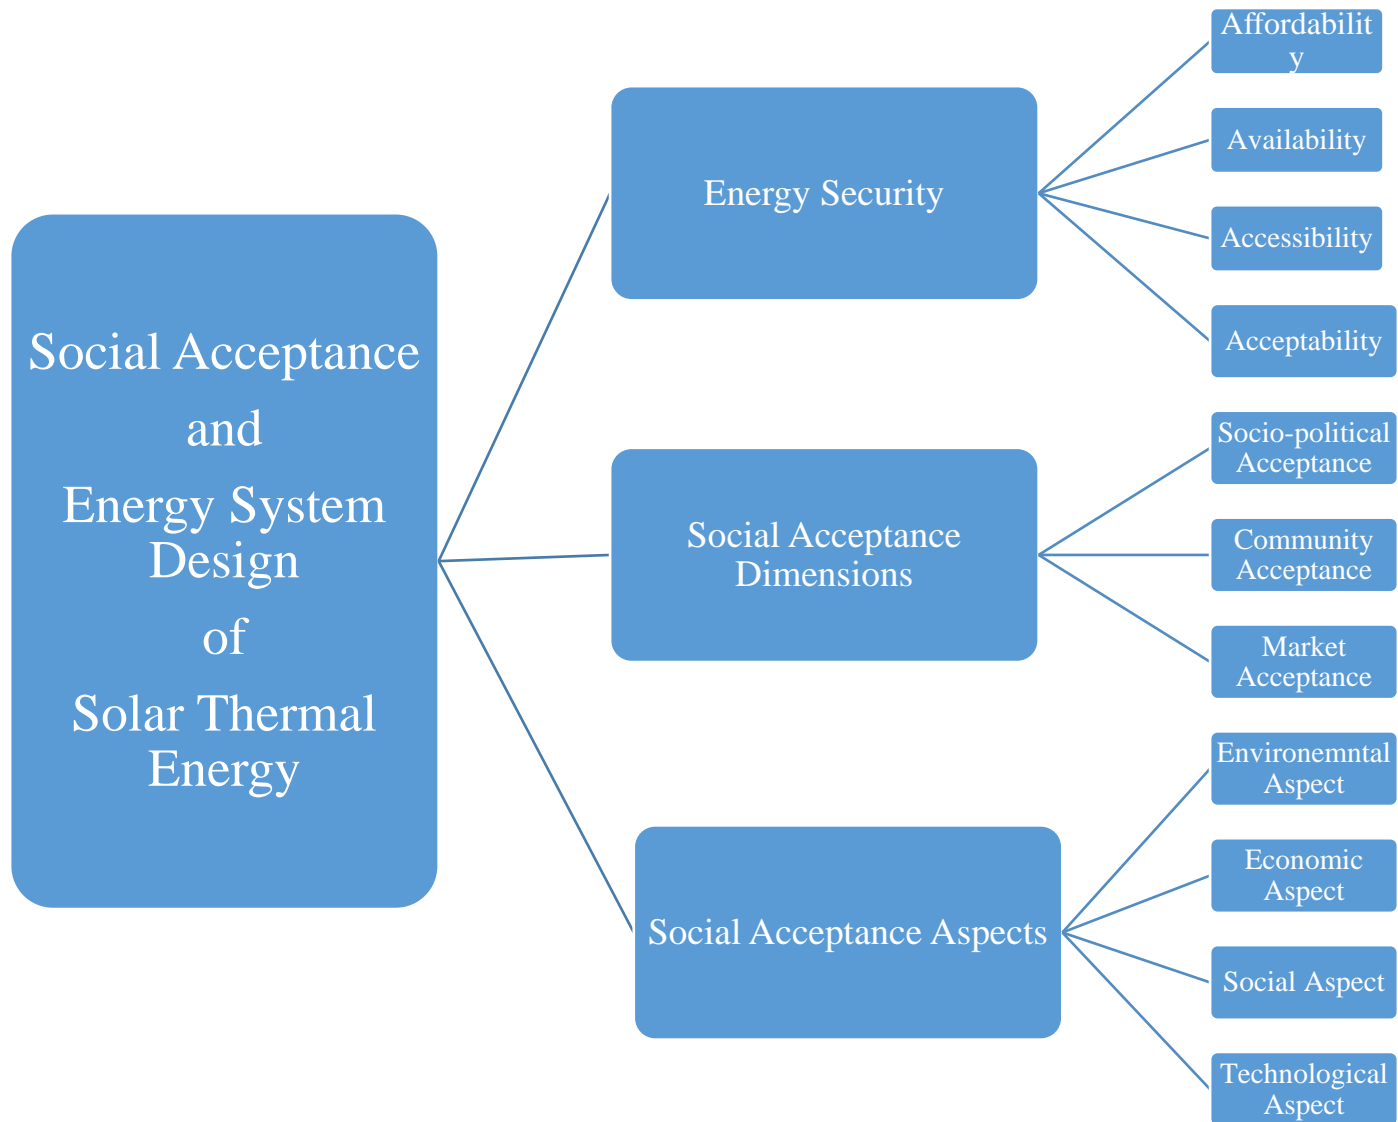 Social Acceptance
and
Energy System
Design
of
Solar Thermal
Energy
Energy Security
Affordabilit
y
Availability
Accessibility
Acceptability
Social Acceptance
Dimensions
Socio-political
Acceptance
Community
Acceptance
Market
Acceptance
Social Acceptance Aspects
Environemntal
Aspect
Economic
Aspect
Social Aspect
Technological
Aspect